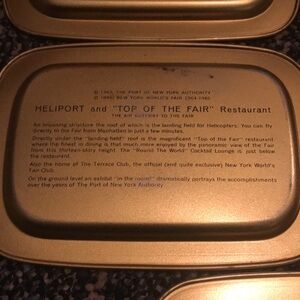 © 1963, THE PORT OF NEW YORK AUTHORITY
NEW YORK WORLD'S FAIR 1964-1965
HELIPORT and "TOP OF THE FAIR" Restaurant
THE AIR GATEWAY TO THE FAIR
An imposing structure the roof of which is the landing field for Helicopters. You can fly
directly to the Fair from Manhattan in just a few minutes.
Directly under the "landing field" roof is the magnificent "Top of the Fair" restaurant
where the finest in dining is that much more enjoyed by the panoramic view of the Fair
from this thirteen-story height. The "Round The World" Cocktail Lounge is just below
the restaurant.
Also the home of The Terrace Club, the official (and quite exclusive) New York World's
Fair Club.
On the ground level an exhibit "in the round" dramatically portrays the accomplishments
over the years of The Port of New York Authority.